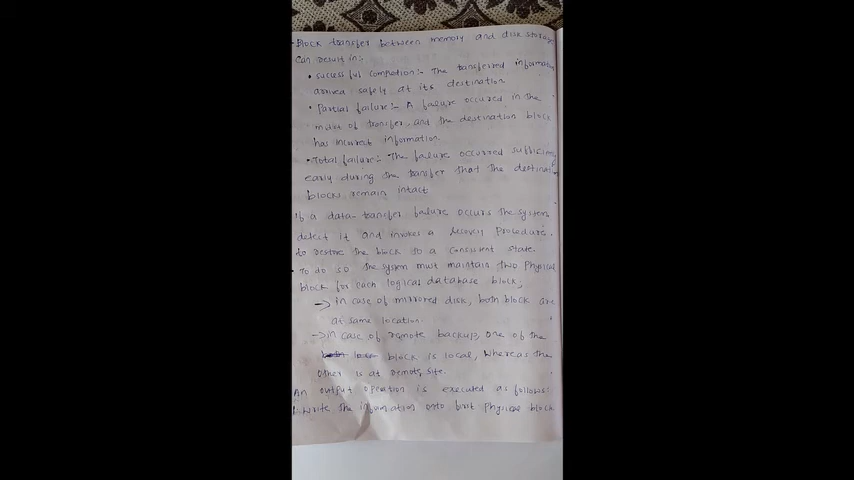 - Block transfer between memory and disk storage
Can result in:-
• Successful completion:- The transferred information
arrived safely at its destination
• Partial failure:- A failure occured in the
midst of transfer, and the destination block
has incorrect information
• Total failure:- The failure occurred sufficienly
early during the transfer that the destination
blocks remain intact
If a data-transfer failure occurs the system
detect it and invokes a recovery procedure.
to restore the block to a consistent state.
• To do so the system must maintain two physical
block for each logical database block;
-> in case of mirrored disk, both block are
at same location.
-> in case of remote backup, one of the
block is local, whereas the
other is at remote site.
An output operation is executed as follows:
1. Write the information onto first physical block